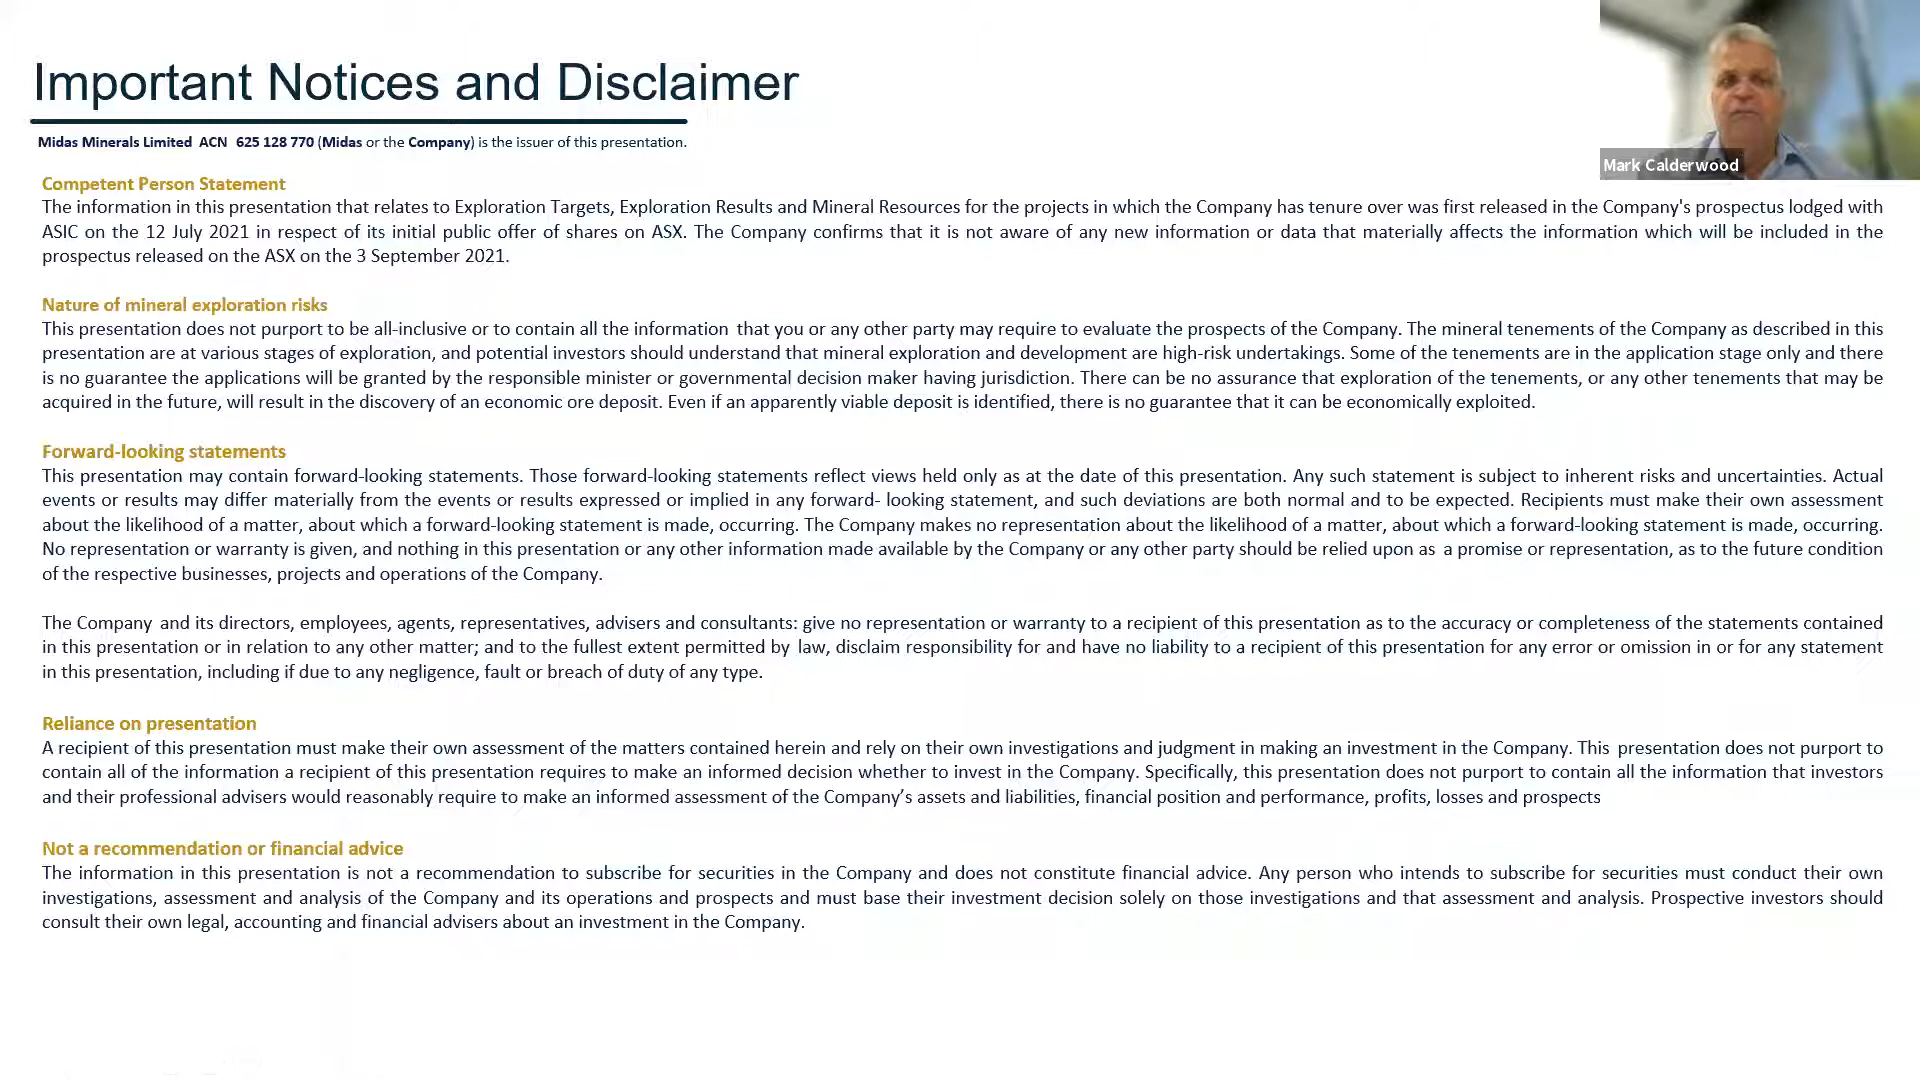 Important Notices and Disclaimer
Midas Minerals Limited ACN 625 128 770 (Midas or the Company) is the issuer of this presentation.
Mark Calderwood
Competent Person Statement
The information in this presentation that relates to Exploration Targets, Exploration Results and Mineral Resources for the projects in which the Company has tenure over was first released in the Company's prospectus lodged with
ASIC on the 12 July 2021 in respect of its initial public offer of shares on ASX. The Company confirms that it is not aware of any new information or data that materially affects the information which will be included in the
prospectus released on the ASX on the 3 September 2021.
Nature of mineral exploration risks
This presentation does not purport to be all-inclusive or to contain all the information that you or any other party may require to evaluate the prospects of the Company. The mineral tenements of the Company as described in this
presentation are at various stages of exploration, and potential investors should understand that mineral exploration and development are high-risk undertakings. Some of the tenements are in the application stage only and there
is no guarantee the applications will be granted by the responsible minister or governmental decision maker having jurisdiction. There can be no assurance that exploration of the tenements, or any other tenements that may be
acquired in the future, will result in the discovery of an economic ore deposit. Even if an apparently viable deposit is identified, there is no guarantee that it can be economically exploited.
Forward-looking statements
This presentation may contain forward-looking statements. Those forward-looking statements reflect views held only as at the date of this presentation. Any such statement is subject to inherent risks and uncertainties. Actual
events or results may differ materially from the events or results expressed or implied in any forward- looking statement, and such deviations are both normal and to be expected. Recipients must make their own assessment
about the likelihood of a matter, about which a forward-looking statement is made, occurring. The Company makes no representation about the likelihood of a matter, about which a forward-looking statement is made, occurring.
No representation or warranty is given, and nothing in this presentation or any other information made available by the Company or any other party should be relied upon as a promise or representation, as to the future condition
of the respective businesses, projects and operations of the Company.
The Company and its directors, employees, agents, representatives, advisers and consultants: give no representation or warranty to a recipient of this presentation as to the accuracy or completeness of the statements contained
in this presentation or in relation to any other matter; and to the fullest extent permitted by law, disclaim responsibility for and have no liability to a recipient of this presentation for any error or omission in or for any statement
in this presentation, including if due to any negligence, fault or breach of duty of any type.
Reliance on presentation
A recipient of this presentation must make their own assessment of the matters contained herein and rely on their own investigations and judgment in making an investment in the Company. This presentation does not purport to
contain all of the information a recipient of this presentation requires to make an informed decision whether to invest in the Company. Specifically, this presentation does not purport to contain all the information that investors
and their professional advisers would reasonably require to make an informed assessment of the Company’s assets and liabilities, financial position and performance, profits, losses and prospects
Not a recommendation or financial advice
The information in this presentation is not a recommendation to subscribe for securities in the Company and does not constitute financial advice. Any person who intends to subscribe for securities must conduct their own
investigations, assessment and analysis of the Company and its operations and prospects and must base their investment decision solely on those investigations and that assessment and analysis. Prospective investors should
consult their own legal, accounting and financial advisers about an investment in the Company.